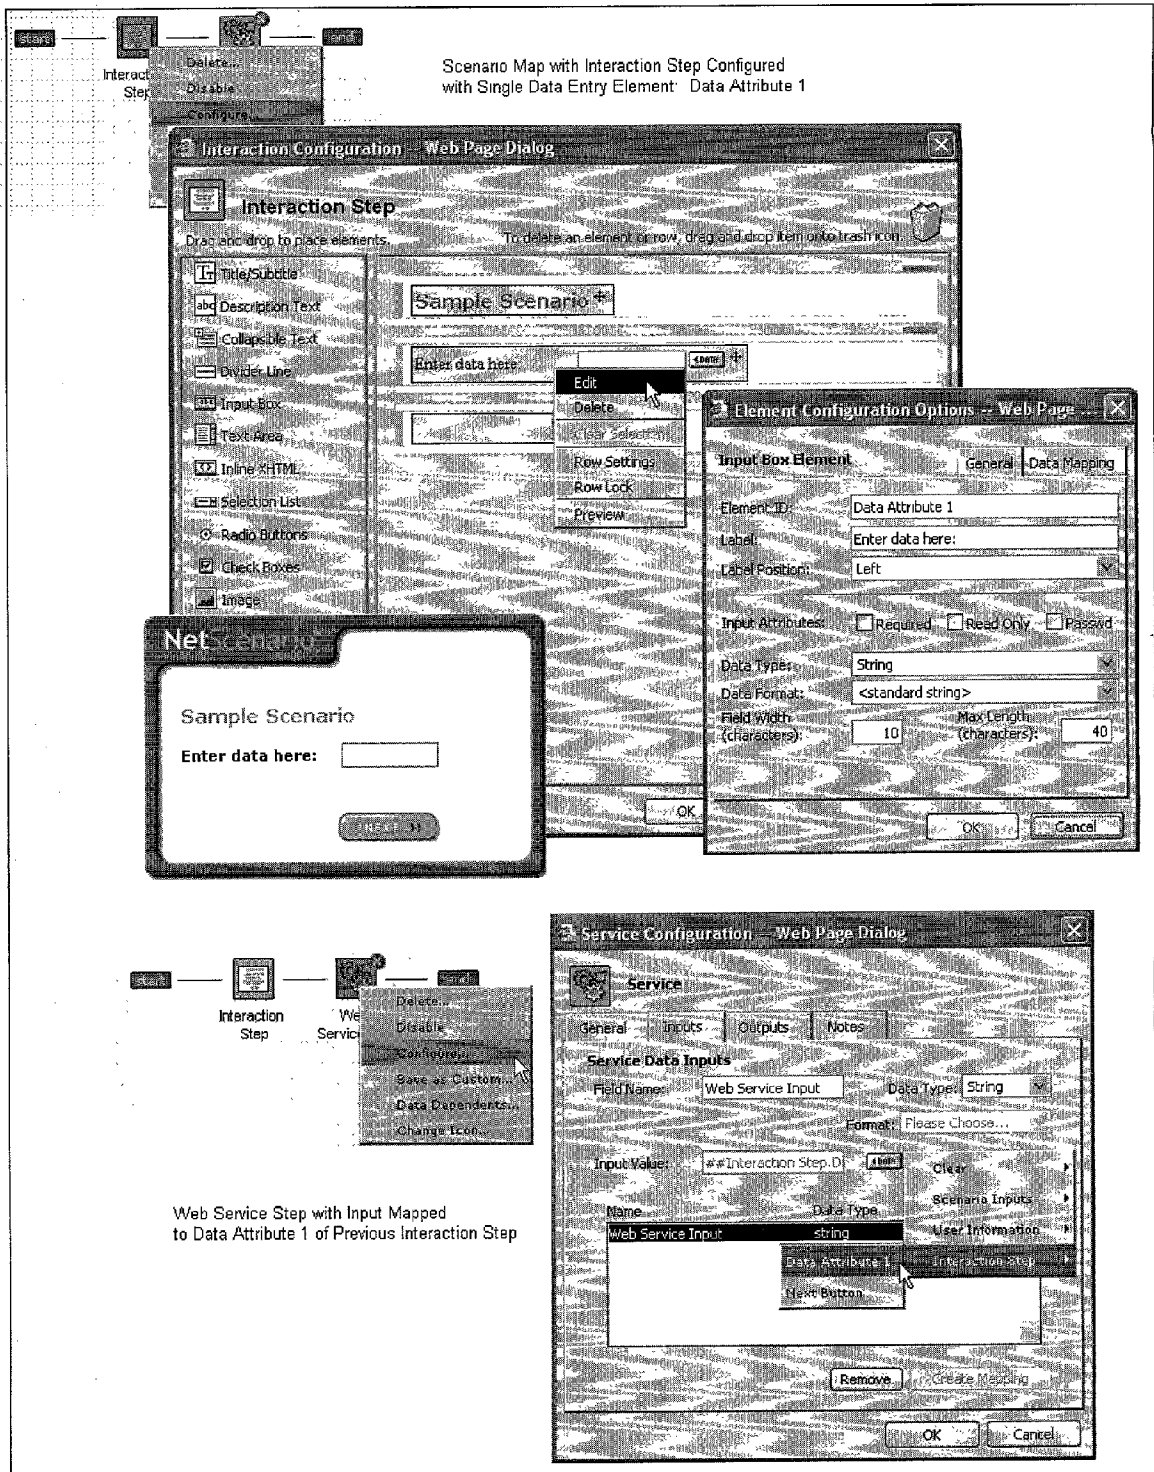 start
end
Interact
Step
Delete...
Disable
Configure...
Scenario Map with Interaction Step Configured
with Single Data Entry Element: Data Attribute 1
Interaction Configuration -- Web Page Dialog
Interaction Step
Drag and drop to place elements.
To delete an element or row, drag and drop item onto trash icon
Title/Subtitle
Description Text
Collapsible Text
Divider Line
Input Box
Text Area
Inline XHTML
Selection List
Radio Buttons
Check Boxes
Image
Sample Scenario
Enter data here
Edit
Delete
Clear Selection
Row Settings
Row Lock
Preview
OK
Element Configuration Options -- Web Page ...
Input Box Element
General
Data Mapping
Element ID:
Data Attribute 1
Label:
Enter data here:
Label Position:
Left
Input Attributes:
Required
Read Only
Passwd
Data Type:
String
Data Format:
<standard string>
Field Width
(characters):
10
Max Length
(characters):
40
OK
Cancel
NetScenario
Sample Scenario
Enter data here:
NEXT >>
start
end
Interaction
Step
We
Servic
Delete...
Disable
Configure...
Save as Custom...
Data Dependents...
Change Icon...
Web Service Step with Input Mapped
to Data Attribute 1 of Previous Interaction Step
Service Configuration -- Web Page Dialog
Service
General
Inputs
Outputs
Notes
Service Data Inputs
Field Name:
Web Service Input
Data Type:
String
Format:
Please Choose...
Input Value:
##Interaction Step.D
Clear
Scenario Inputs
User Information
Interaction Step
Name
Data Type
Web Service Input
string
Data Attribute 1
Next Button
Remove
Create Mapping
OK
Cancel